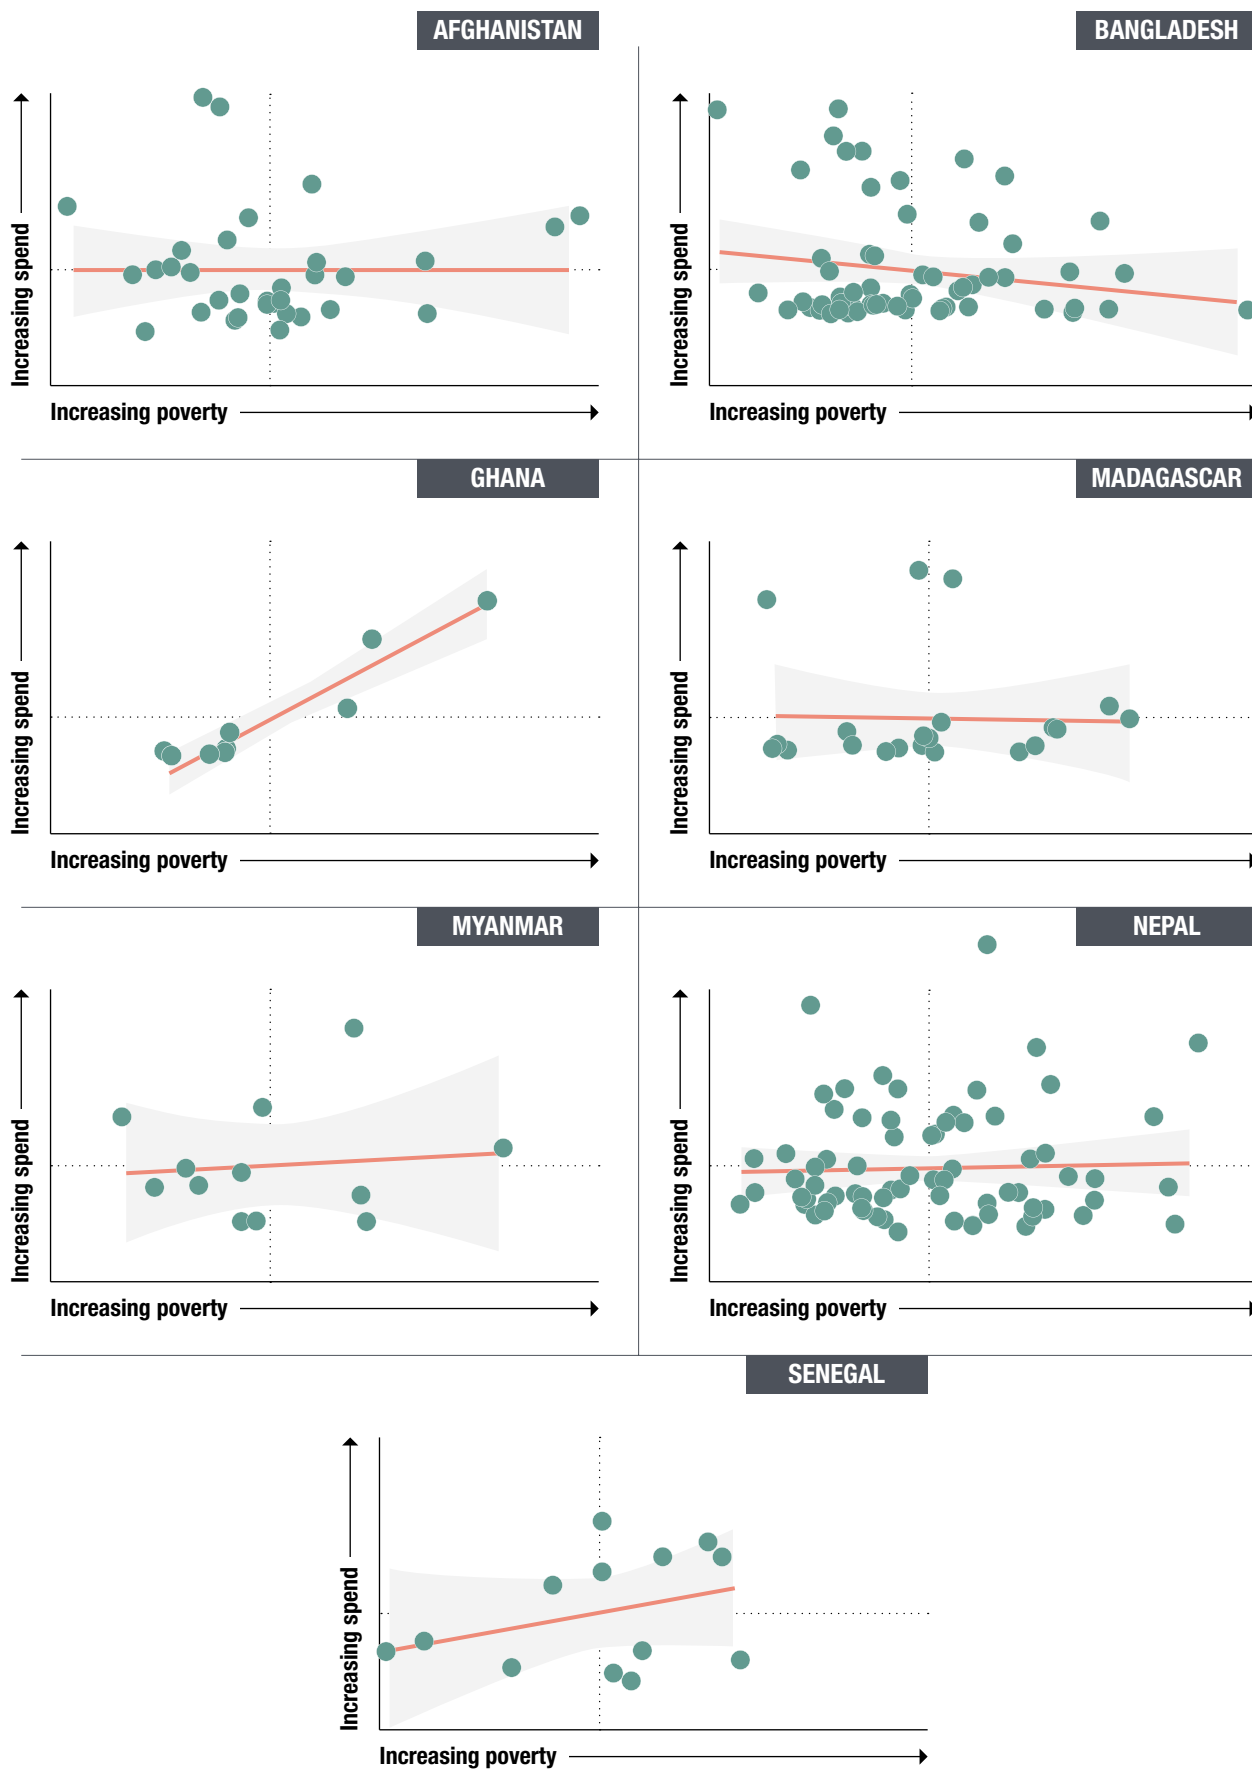 AFGHANISTAN
BANGLADESH
Increasing spend
Increasing poverty
Increasing spend
Increasing poverty
GHANA
MADAGASCAR
Increasing spend
Increasing poverty
Increasing spend
Increasing poverty
MYANMAR
NEPAL
Increasing spend
Increasing poverty
Increasing spend
Increasing poverty
SENEGAL
Increasing spend
Increasing poverty